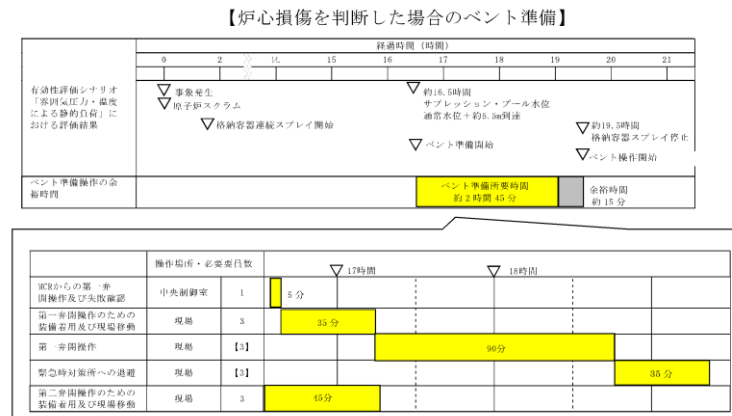 【炉心損傷を判断した場合のベント準備】
経過時間（時間）
0 2 14 15 16 17 18 19 20 21
有効性評価シナリオ
「雰囲気圧力・温度
による静的負荷」に
おける評価結果
事象発生
原子炉スクラム
格納容器連続スプレイ開始
約16.5時間
サプレッション・プール水位
通常水位＋約5.3m到達
ベント準備開始
約19.5時間
格納容器スプレイ停止
ベント操作開始
ベント準備操作の余
裕時間
ベント準備所要時間
約2時間45分
余裕時間
約15分
操作場所・必要要員数
17時間
18時間
MCRからの第一弁
開操作及び失敗確認
中央制御室
1
5分
第一弁開操作のための
装備着用及び現場移動
現場
3
35分
第一弁開操作
現場
【3】
90分
緊急時対策所への退避
現場
【3】
35分
第二弁開操作のための
装備着用及び現場移動
現場
3
45分